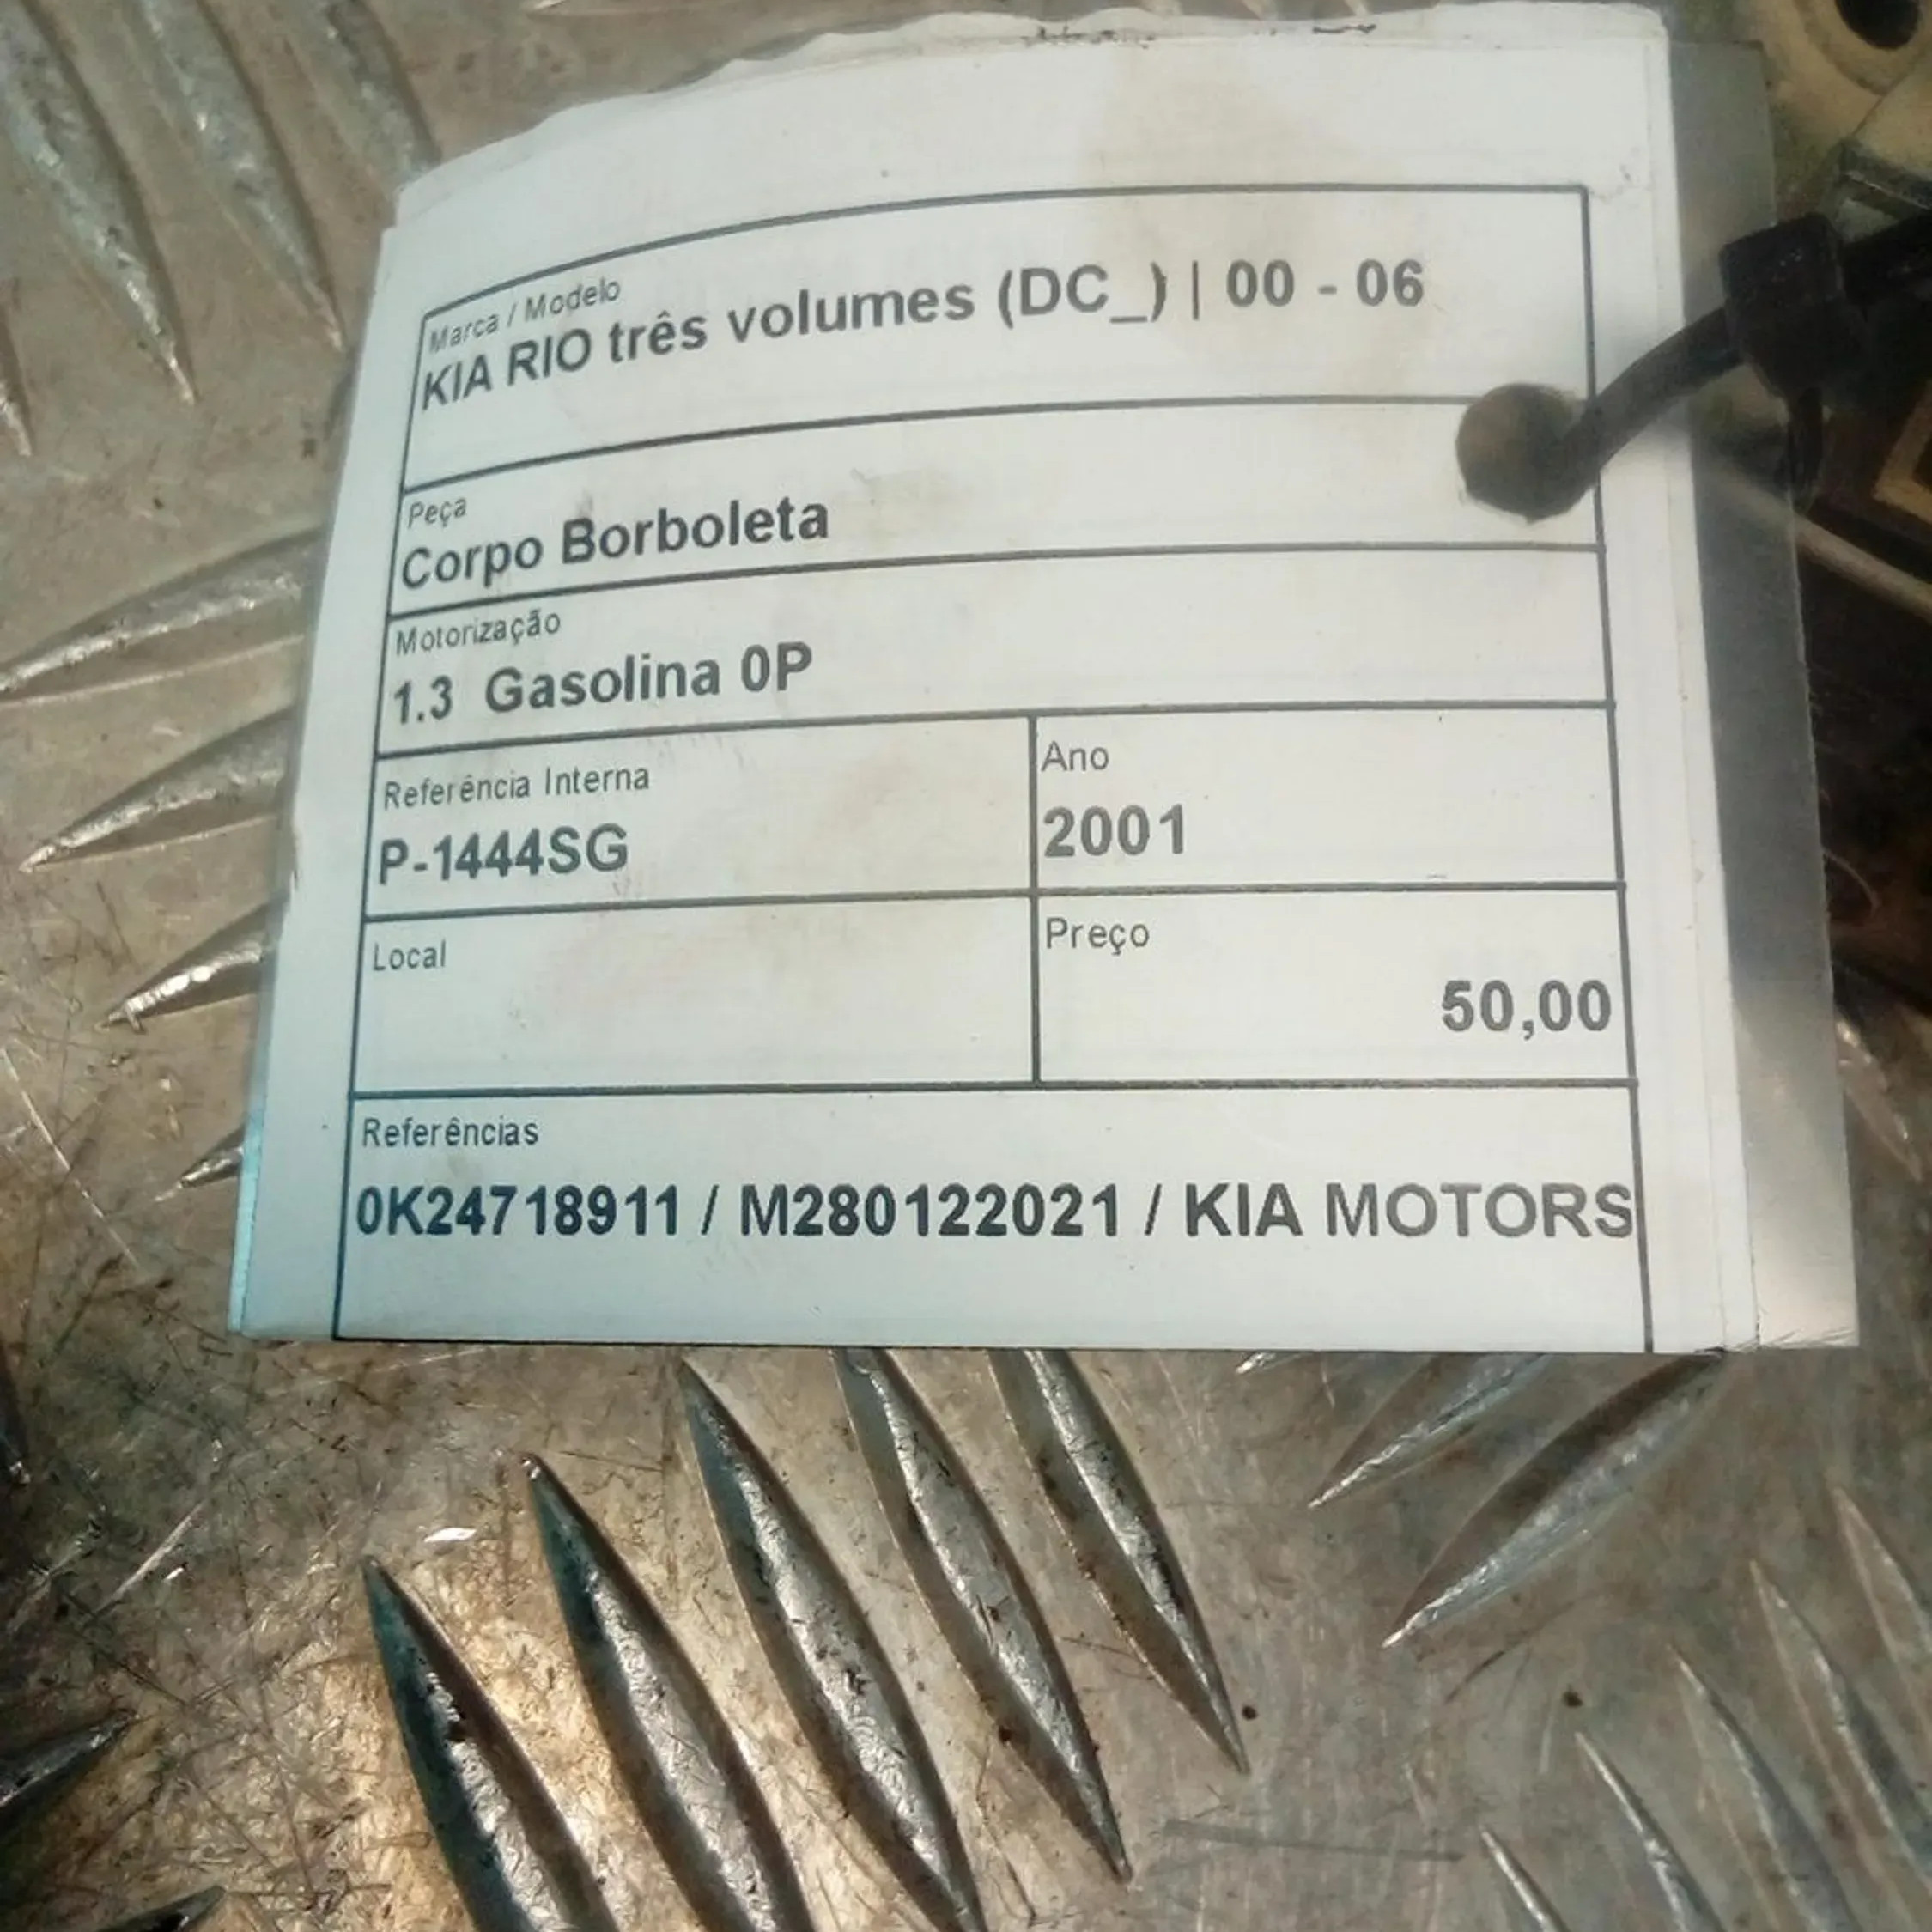 Marca / Modelo
KIA RIO três volumes (DC_) | 00 - 06
Peça
Corpo Borboleta
Motorização
1.3 Gasolina 0P
Referência Interna
P-1444SG
Ano
2001
Local
Preço
50,00
Referências
0K24718911 / M280122021 / KIA MOTORS